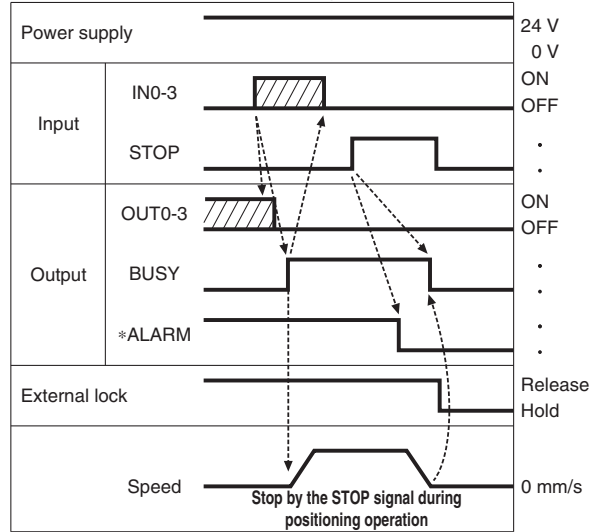 Power supply
24 V
0 V
Input
IN0-3
ON
OFF
STOP
Output
OUT0-3
ON
OFF
BUSY
*ALARM
External lock
Release
Hold
Speed
0 mm/s
Stop by the STOP signal during
positioning operation